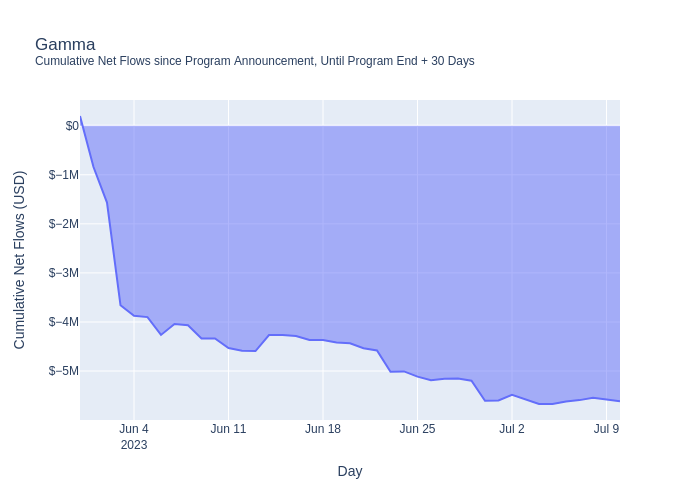 Gamma
Cumulative Net Flows since Program Announcement, Until Program End + 30 Days
Cumulative Net Flows (USD)
$0
$−1M
$−2M
$−3M
$−4M
$−5M
Jun 4
2023
Jun 11
Jun 18
Jun 25
Jul 2
Jul 9
Day